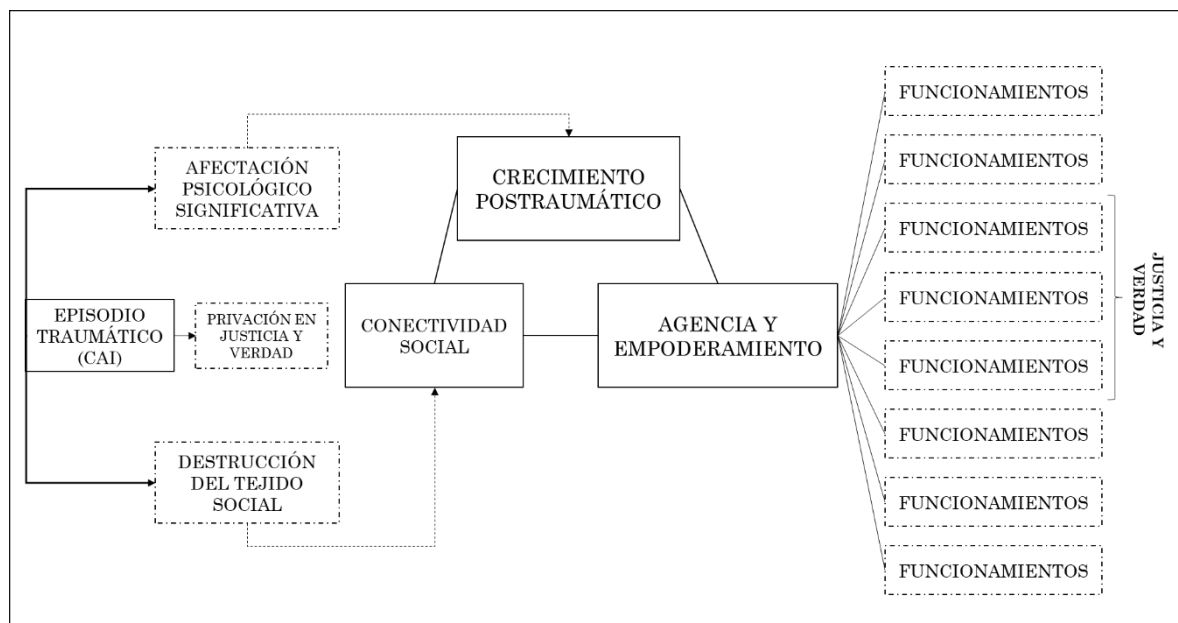 AFECTACIÓN
PSICOLÓGICO
SIGNIFICATIVA
EPISODIO
TRAUMÁTICO
(CAI)
PRIVACIÓN EN
JUSTICIA Y
VERDAD
DESTRUCCIÓN
DEL TEJIDO
SOCIAL
CRECIMIENTO
POSTRAUMÁTICO
CONECTIVIDAD
SOCIAL
AGENCIA Y
EMPODERAMIENTO
FUNCIONAMIENTOS
FUNCIONAMIENTOS
FUNCIONAMIENTOS
FUNCIONAMIENTOS
FUNCIONAMIENTOS
FUNCIONAMIENTOS
FUNCIONAMIENTOS
FUNCIONAMIENTOS
JUSTICIA Y
VERDAD